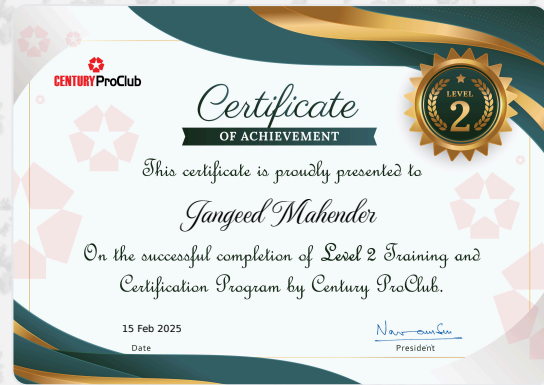 CENTURY ProClub
LEVEL
2
Certificate
OF ACHIEVEMENT
This certificate is proudly presented to
Jangeed Mahender
On the successful completion of Level 2 Training and
Certification Program by Century ProClub.
15 Feb 2025
Date
President